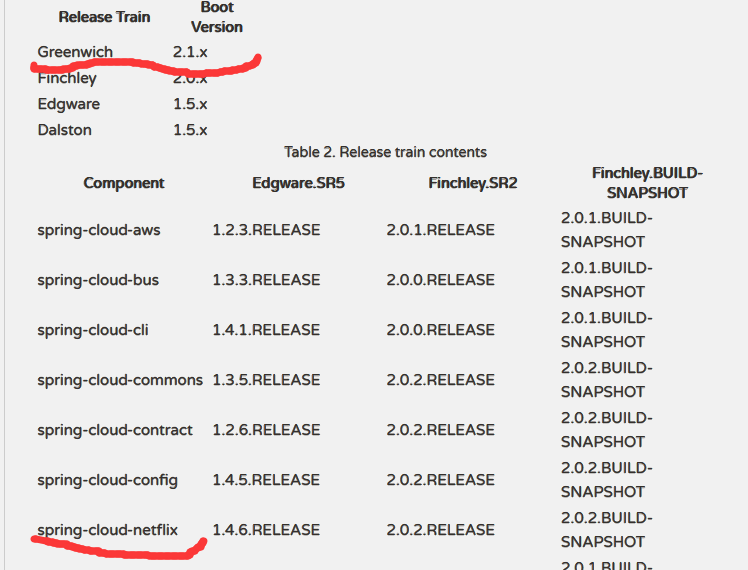 Release Train Boot Version
Greenwich 2.1.x
Finchley 2.0.x
Edgware 1.5.x
Dalston 1.5.x
Table 2. Release train contents
Component Edgware.SR5 Finchley.SR2 Finchley.BUILD-SNAPSHOT
spring-cloud-aws 1.2.3.RELEASE 2.0.1.RELEASE 2.0.1.BUILD-SNAPSHOT
spring-cloud-bus 1.3.3.RELEASE 2.0.0.RELEASE 2.0.1.BUILD-SNAPSHOT
spring-cloud-cli 1.4.1.RELEASE 2.0.0.RELEASE 2.0.1.BUILD-SNAPSHOT
spring-cloud-commons 1.3.5.RELEASE 2.0.2.RELEASE 2.0.2.BUILD-SNAPSHOT
spring-cloud-contract 1.2.6.RELEASE 2.0.2.RELEASE 2.0.2.BUILD-SNAPSHOT
spring-cloud-config 1.4.5.RELEASE 2.0.2.RELEASE 2.0.2.BUILD-SNAPSHOT
spring-cloud-netflix 1.4.6.RELEASE 2.0.2.RELEASE 2.0.2.BUILD-SNAPSHOT
2.0.1.BUILD-